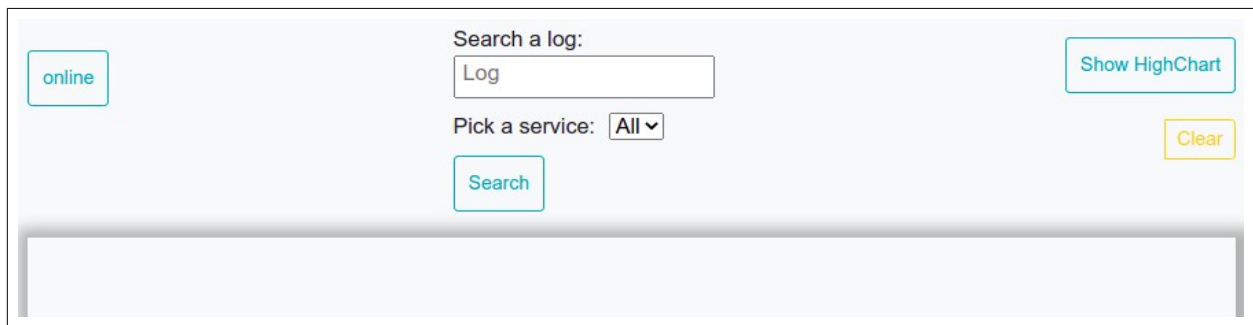 online
Search a log:
Log
Pick a service: All
Search
Show HighChart
Clear